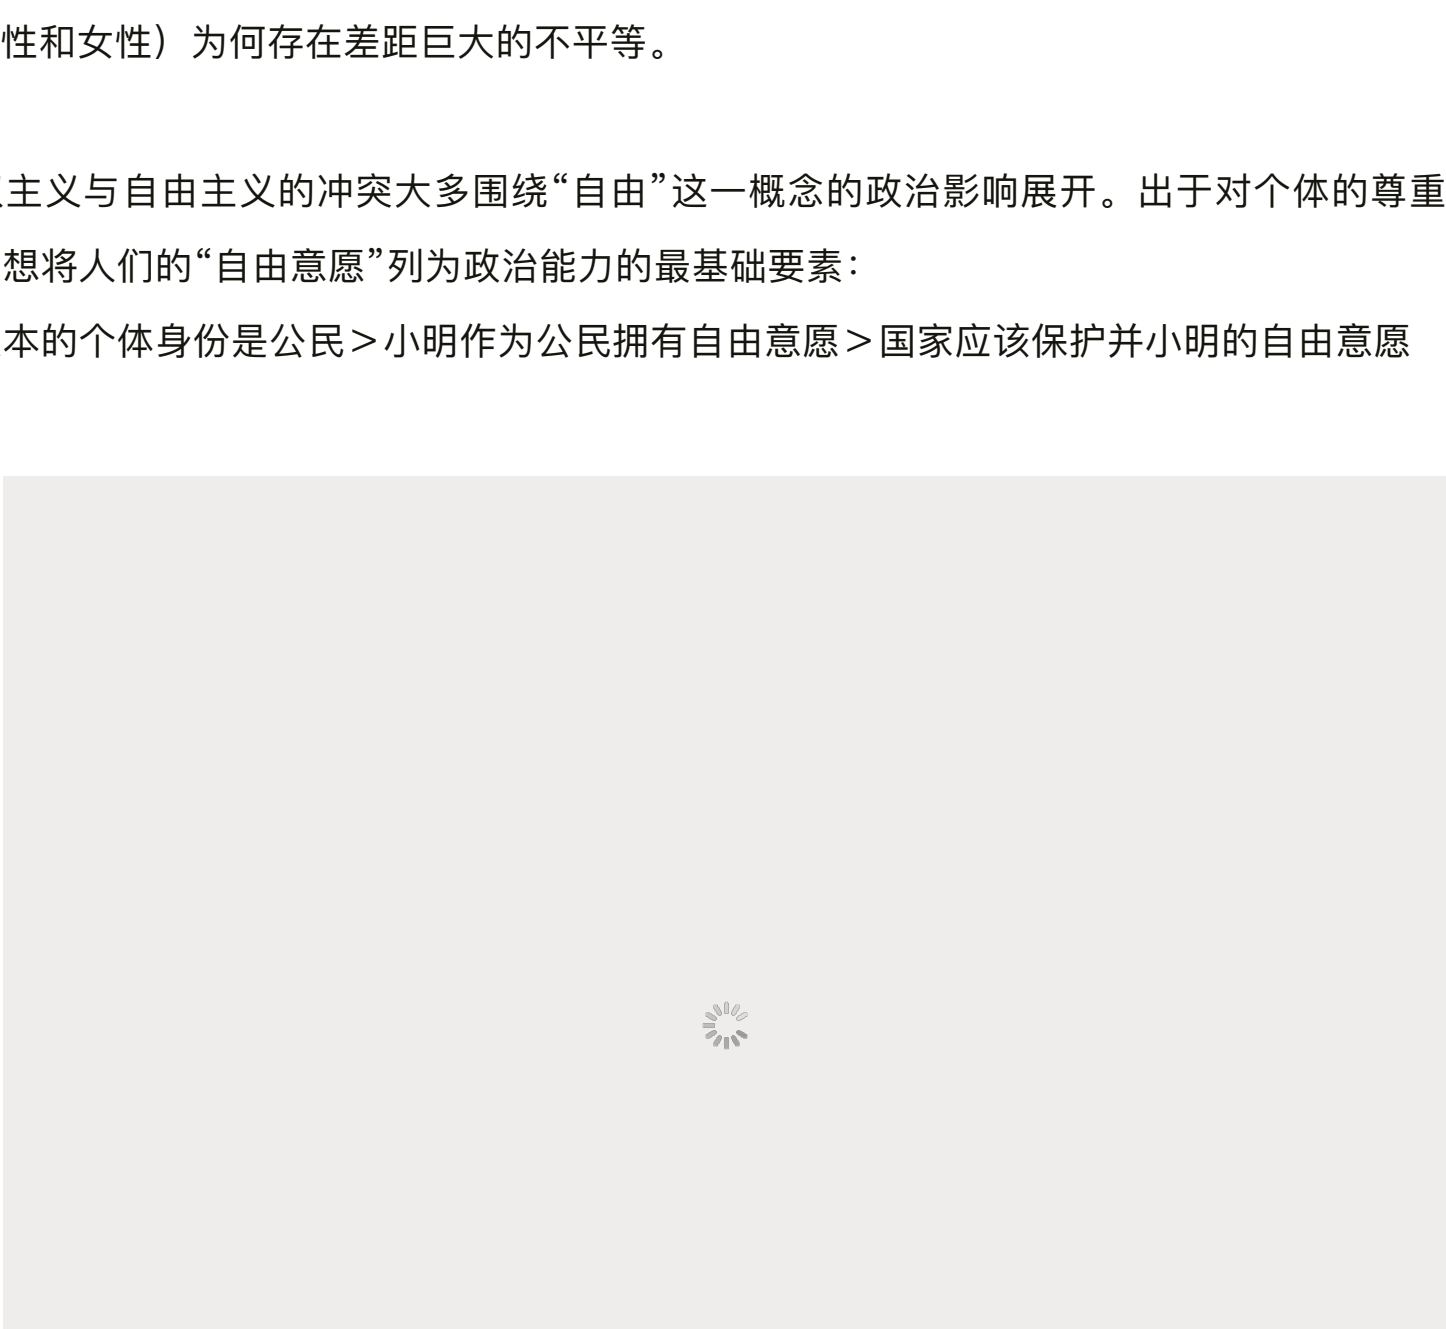 性和女性）为何存在差距巨大的不平等。
主义与自由主义的冲突大多围绕“自由”这一概念的政治影响展开。出于对个体的尊重
想将人们的“自由意愿”列为政治能力的最基础要素：
本的个体身份是公民＞小明作为公民拥有自由意愿＞国家应该保护并小明的自由意愿